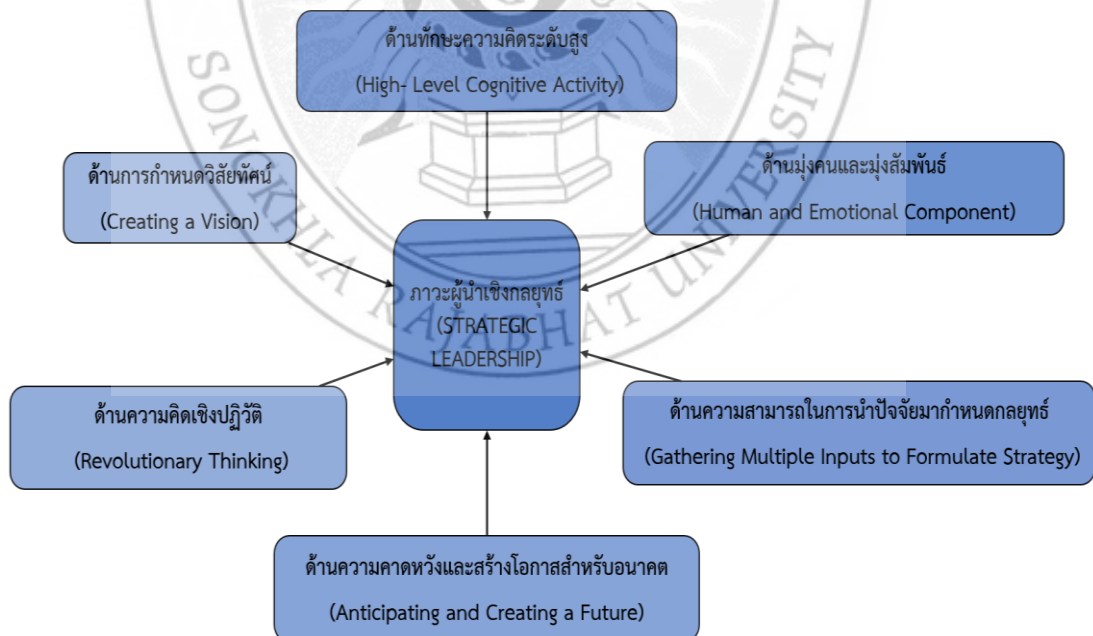 ด้านทักษะความคิดระดับสูง
(High- Level Cognitive Activity)
ด้านการกำหนดวิสัยทัศน์
(Creating a Vision)
ด้านมุ่งคนและมุ่งสัมพันธ์
(Human and Emotional Component)
ภาวะผู้นำเชิงกลยุทธ์
(STRATEGIC
LEADERSHIP)
ด้านความคิดเชิงปฏิวัติ
(Revolutionary Thinking)
ด้านความสามารถในการนำปัจจัยมากำหนดกลยุทธ์
(Gathering Multiple Inputs to Formulate Strategy)
ด้านความคาดหวังและสร้างโอกาสสำหรับอนาคต
(Anticipating and Creating a Future)
SONGKHLA RAJABHAT UNIVERSITY